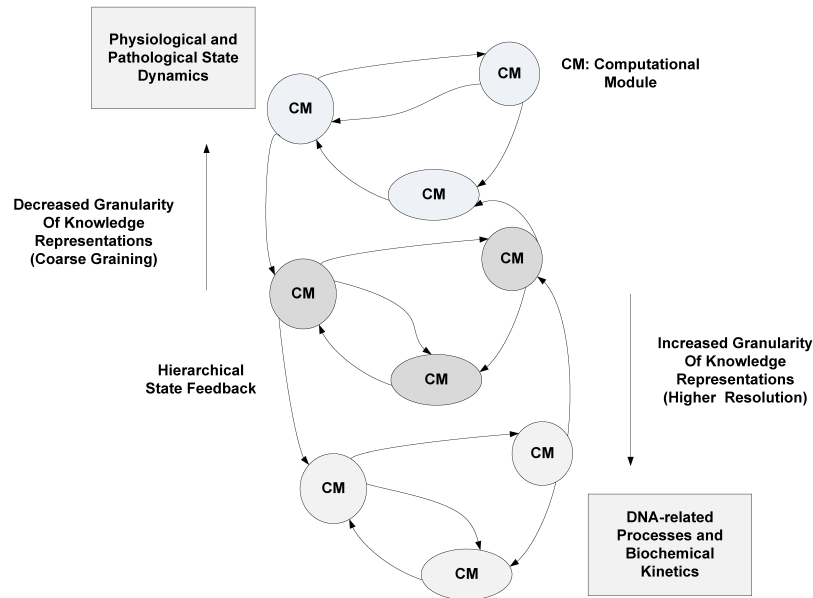 Physiological and
Pathological State
Dynamics
CM
CM
CM: Computational
Module
CM
Decreased Granularity
Of Knowledge
Representations
(Coarse Graining)
CM
CM
Hierarchical
State Feedback
CM
Increased Granularity
Of Knowledge
Representations
(Higher Resolution)
CM
CM
CM
DNA-related
Processes and
Biochemical
Kinetics